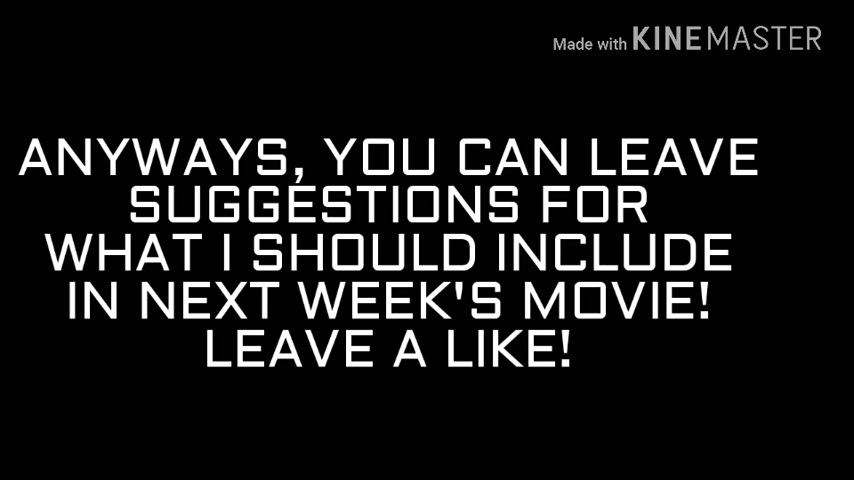 Made with KINEMASTER
ANYWAYS, YOU CAN LEAVE
SUGGESTIONS FOR
WHAT I SHOULD INCLUDE
IN NEXT WEEK'S MOVIE!
LEAVE A LIKE!